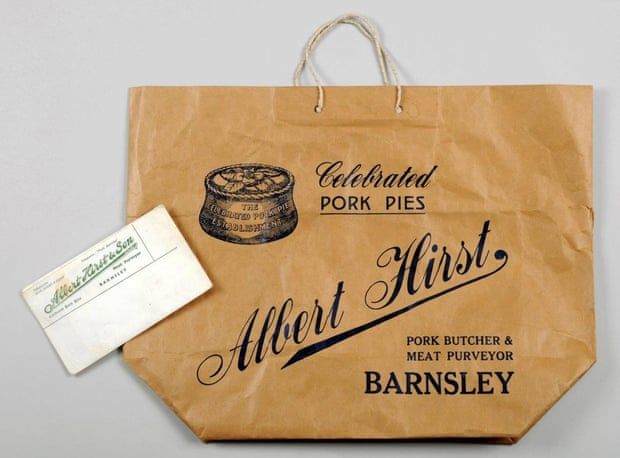 Celebrated
PORK PIES
THE
CELEBRATED PORK PIE
ESTABLISHMENT
Albert Hirst,
PORK BUTCHER &
MEAT PURVEYOR
BARNSLEY
Albert Hirst & Son
BARNSLEY